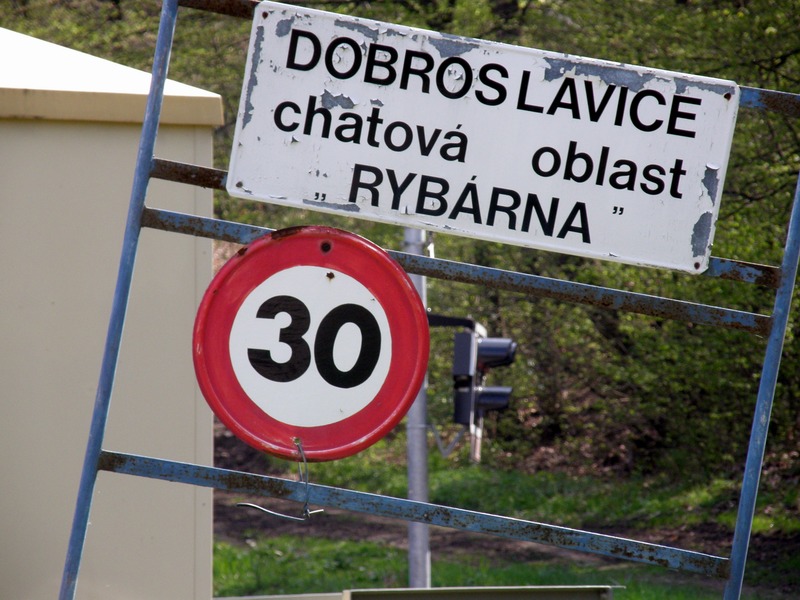 DOBROSLAVICE
chatová oblast
„ RYBÁRNA ”
30